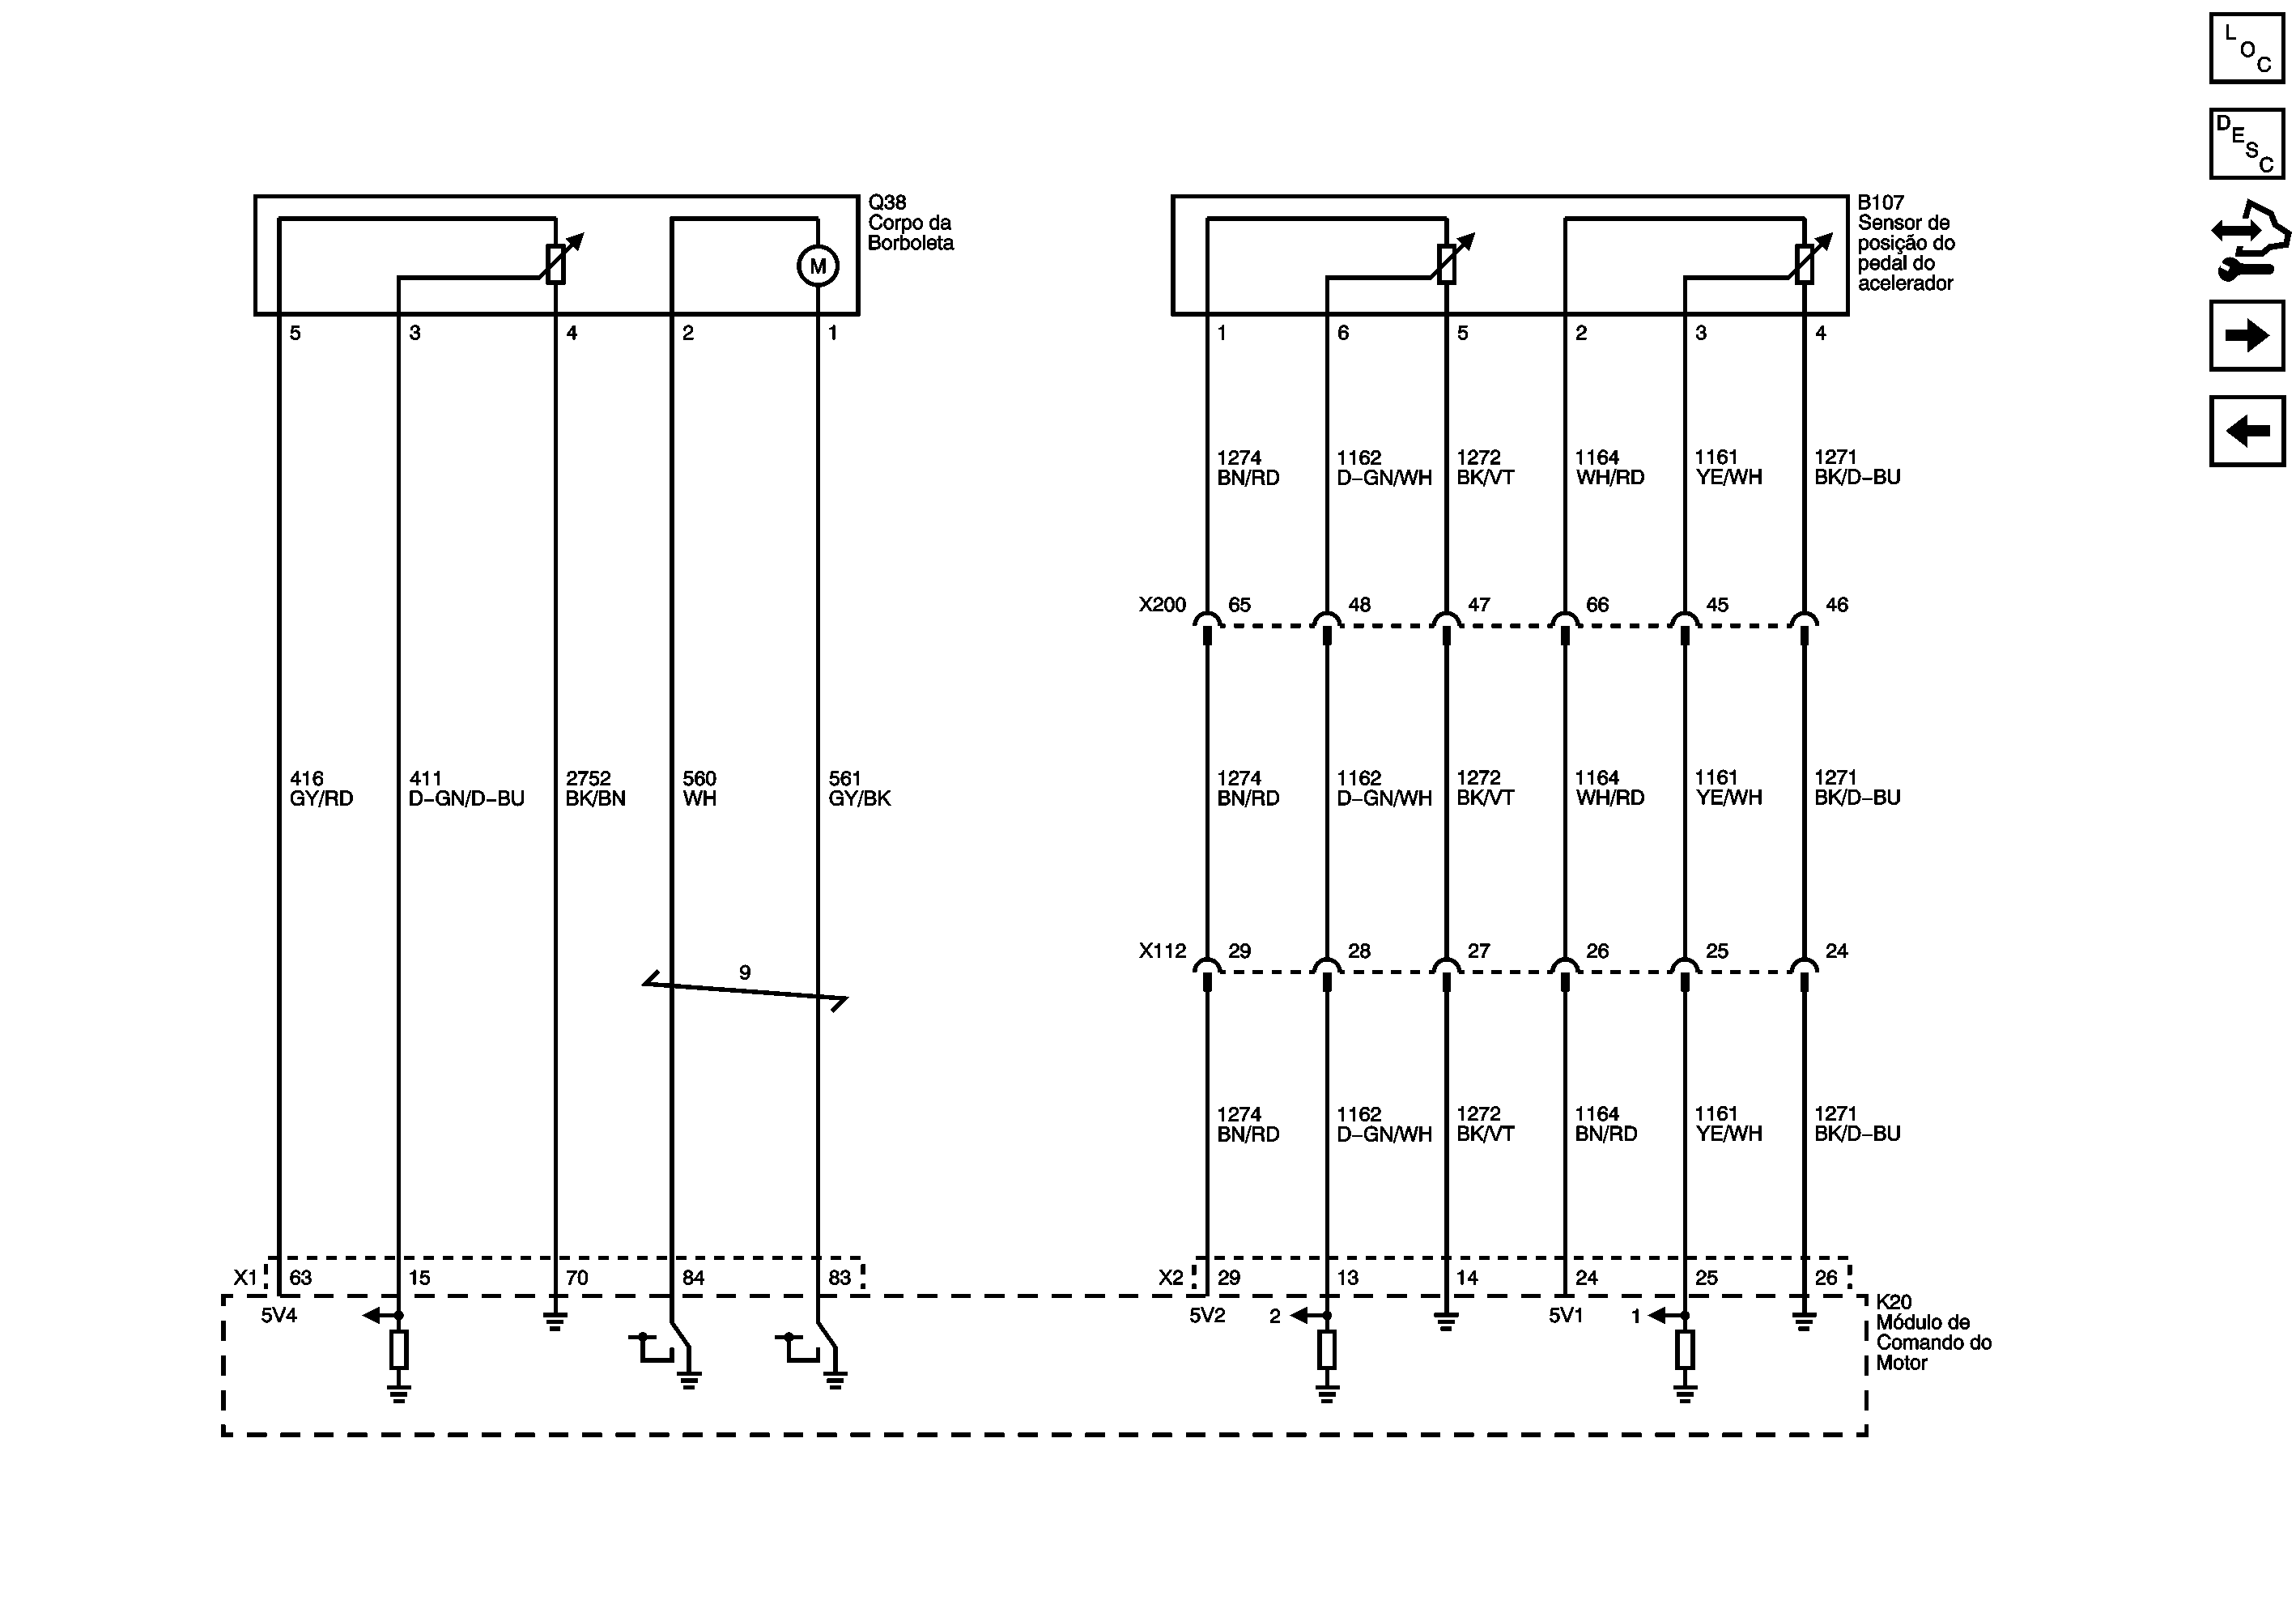 L
O
C
D
E
S
C
Q38
Corpo da
Borboleta
M
B107
Sensor de
posição do
pedal do
acelerador
5 3 4 2 1
1 6 5 2 3 4
1274 1162 1272 1164 1161 1271
BN/RD D-GN/WH BK/VT WH/RD YE/WH BK/D-BU
X200 65 48 47 66 45 46
416 411 2752 560 561
GY/RD D-GN/D-BU BK/BN WH GY/BK
1274 1162 1272 1164 1161 1271
BN/RD D-GN/WH BK/VT WH/RD YE/WH BK/D-BU
9
X112 29 28 27 26 25 24
1274 1162 1272 1164 1161 1271
BN/RD D-GN/WH BK/VT BN/RD YE/WH BK/D-BU
X1 63 15 70 84 83
X2 29 13 14 24 25 26
5V4
5V2 2 5V1 1
K20
Módulo de
Comando do
Motor